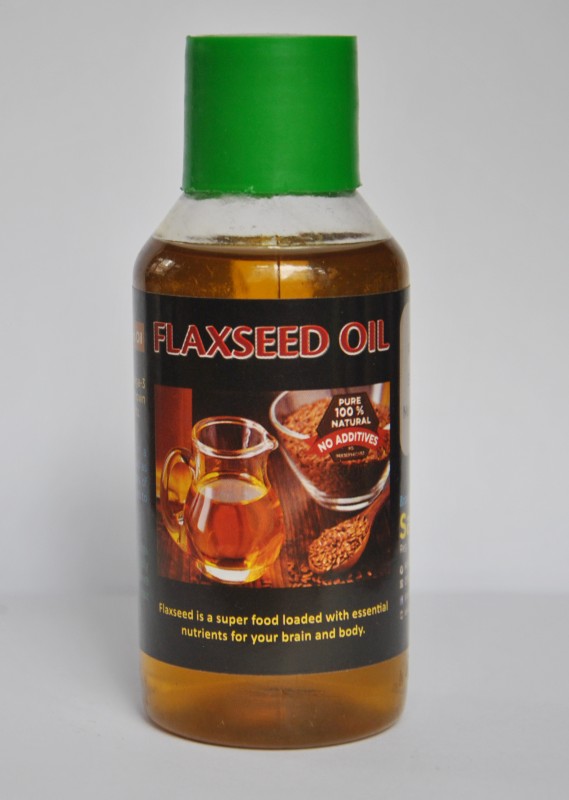 FLAXSEED OIL
PURE
100 %
NATURAL
NO ADDITIVES
Flaxseed is a super food loaded with essential
nutrients for your brain and body.